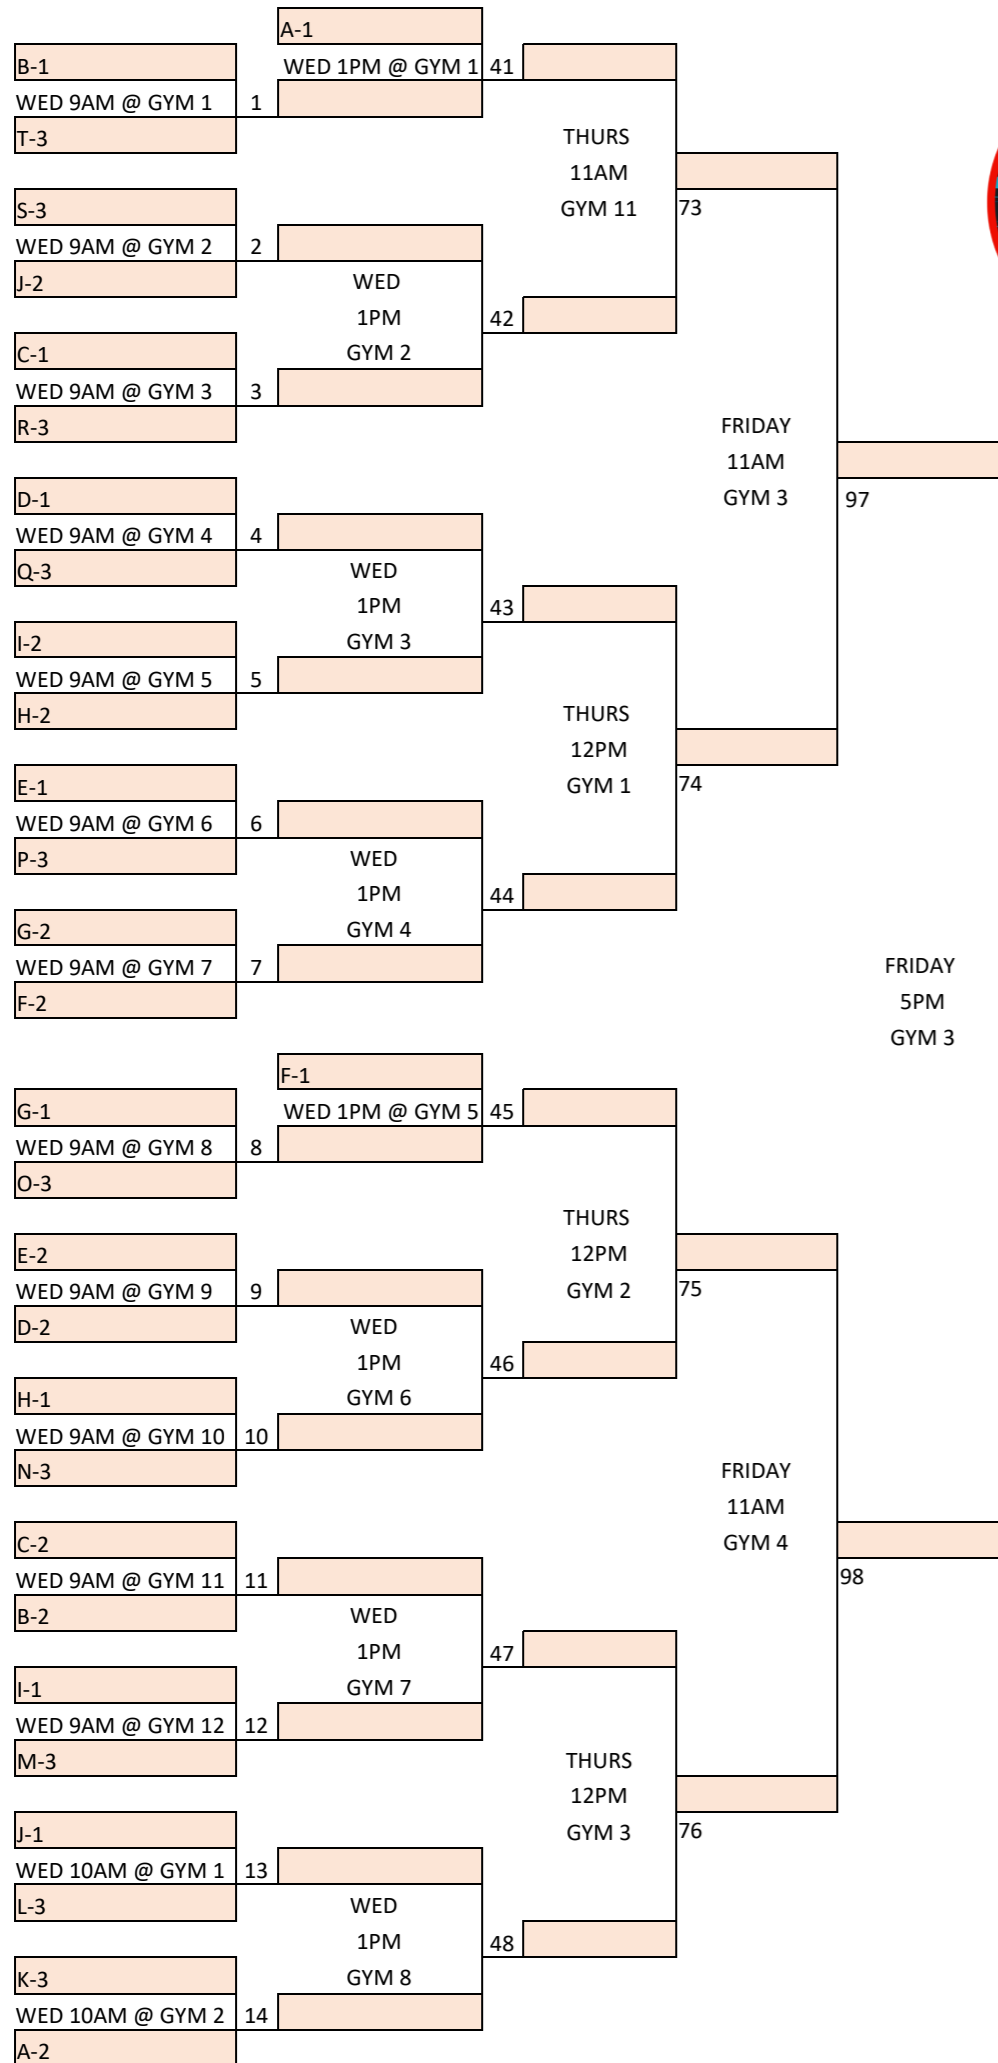 A-1
B-1
WED 1PM @ GYM 1 41
WED 9AM @ GYM 1 1
T-3
THURS
11AM
GYM 11
73
S-3
WED 9AM @ GYM 2 2
J-2
WED
1PM
GYM 2
42
C-1
WED 9AM @ GYM 3 3
R-3
FRIDAY
11AM
GYM 3
97
D-1
WED 9AM @ GYM 4 4
Q-3
WED
1PM
GYM 3
43
I-2
WED 9AM @ GYM 5 5
H-2
THURS
12PM
GYM 1
74
E-1
WED 9AM @ GYM 6 6
P-3
WED
1PM
GYM 4
44
G-2
WED 9AM @ GYM 7 7
F-2
FRIDAY
5PM
GYM 3
F-1
G-1
WED 1PM @ GYM 5 45
WED 9AM @ GYM 8 8
O-3
THURS
12PM
GYM 2
75
E-2
WED 9AM @ GYM 9 9
D-2
WED
1PM
GYM 6
46
H-1
WED 9AM @ GYM 10 10
N-3
FRIDAY
11AM
GYM 4
98
C-2
WED 9AM @ GYM 11 11
B-2
WED
1PM
GYM 7
47
I-1
WED 9AM @ GYM 12 12
M-3
THURS
12PM
GYM 3
76
J-1
WED 10AM @ GYM 1 13
L-3
WED
1PM
GYM 8
48
K-3
WED 10AM @ GYM 2 14
A-2